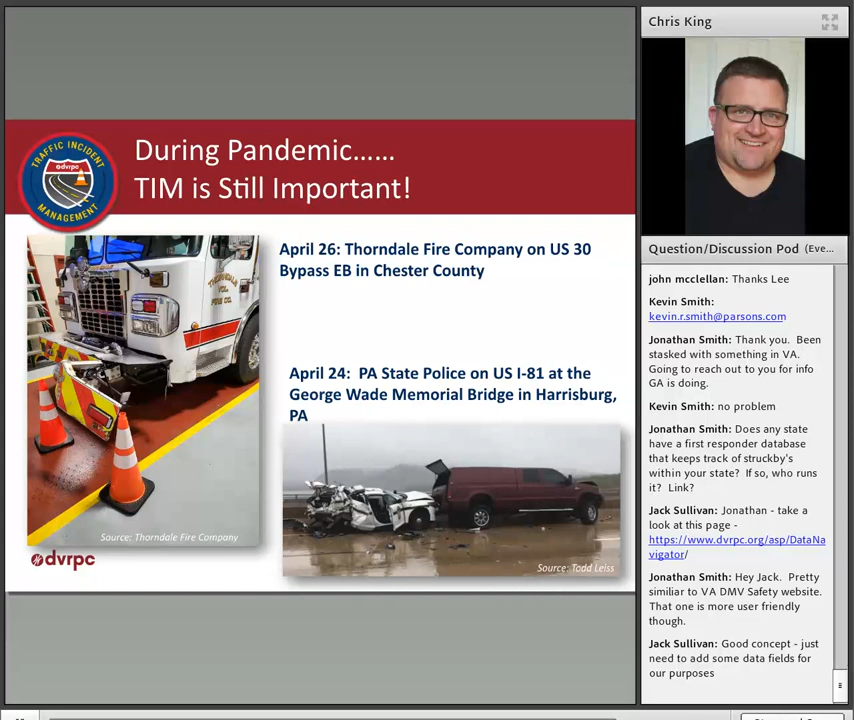 During Pandemic......
TIM is Still Important!
TRAFFIC INCIDENT
dvrpc
MANAGEMENT
April 26: Thorndale Fire Company on US 30
Bypass EB in Chester County
THORNDALE
VOL.
FIRE CO.
Source: Thorndale Fire Company
April 24:  PA State Police on US I-81 at the
George Wade Memorial Bridge in Harrisburg,
PA
Source: Todd Leiss
dvrpc
Chris King
Question/Discussion Pod (Eve...
john mcclellan: Thanks Lee
Kevin Smith:
kevin.r.smith@parsons.com
Jonathan Smith: Thank you.  Been
stasked with something in VA.
Going to reach out to you for info
GA is doing.
Kevin Smith: no problem
Jonathan Smith: Does any state
have a first responder database
that keeps track of struckby's
within your state?  If so, who runs
it?  Link?
Jack Sullivan: Jonathan - take a
look at this page -
https://www.dvrpc.org/asp/DataNa
vigator/
Jonathan Smith: Hey Jack.  Pretty
similiar to VA DMV Safety website.
That one is more user friendly
though.
Jack Sullivan: Good concept - just
need to add some data fields for
our purposes